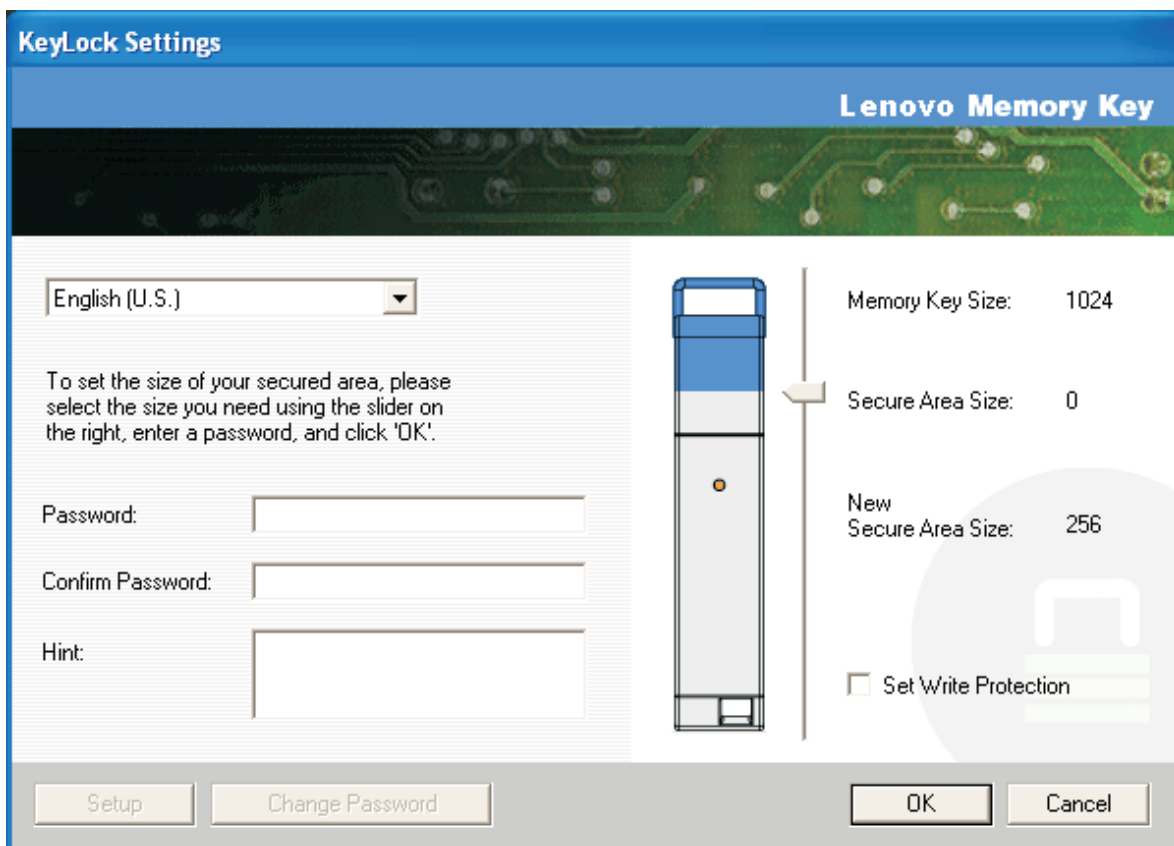 KeyLock Settings
Lenovo Memory Key
English (U.S.)
To set the size of your secured area, please
select the size you need using the slider on
the right, enter a password, and click 'OK'.
Password:
Confirm Password:
Hint:
Memory Key Size: 1024
Secure Area Size: 0
New
Secure Area Size: 256
Set Write Protection
Setup
Change Password
OK
Cancel